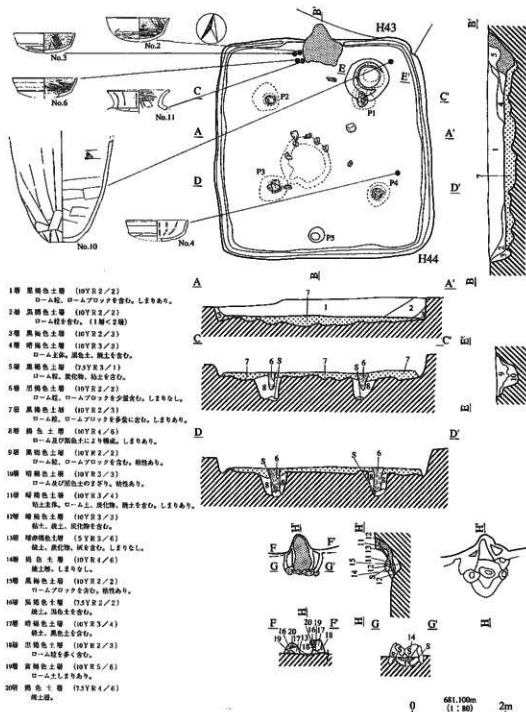 No.3
No.2
No.6
No.11
No.10
No.4
H43
H44
P1
P2
P3
P4
P5
E
E'
C
A
D
C'
A'
D'
B'
B
1層 黒褐色土層 (10YR2/2)
ローム粒、ロームブロックを含む。しまりあり。
2層 黒褐色土層 (10YR2/2)
ローム粒を含む。(1層<2層)
3層 黒褐色土層 (10YR2/3)
4層 暗褐色土層 (10YR3/3)
ローム主体。黒色土、焼土を含む。
5層 黒褐色土層 (7.5YR3/1)
ローム粒、炭化物、粘土を含む。
6層 黒褐色土層 (10YR2/2)
ローム粒、ロームブロックを少量含む。しまりなし。
7層 黒褐色土層 (10YR2/3)
ローム粒、ロームブロックを多量に含む。しまりあり。
8層 褐色土層 (10YR4/6)
ローム及び黒色土により構成。しまりあり。
9層 黒褐色土層 (10YR2/2)
ローム粒、ロームブロックを含む。粘性あり。
10層 暗褐色土層 (10YR3/3)
ローム及び黒色土のまざり。粘性あり。
11層 暗褐色土層 (10YR3/4)
粘土主体。ローム、炭化物、焼土を含む。しまりあり。
12層 暗褐色土層 (10YR3/3)
粘土、焼土、炭化物を含む。
13層 暗赤褐色土層 (5YR3/6)
焼土、炭化物、灰を含む。しまりなし。
14層 褐色土層 (10YR4/6)
焼土層。しまりなし。
15層 黒褐色土層 (10YR2/2)
ロームブロックを含む。粘性あり。
16層 黒褐色土層 (7.5YR2/2)
焼土、黒色土を含む。
17層 暗褐色土層 (10YR3/4)
焼土、黒色土を含む。
18層 黒褐色土層 (10YR2/3)
ローム粒を多く含む。
19層 黄褐色土層 (10YR5/6)
ローム土しまりあり。
20層 褐色土層 (7.5YR4/6)
焼土層。
A
A'
C
C'
D
D'
F
F'
G
G'
H
H'
681.100m
(1:80)
0
2m